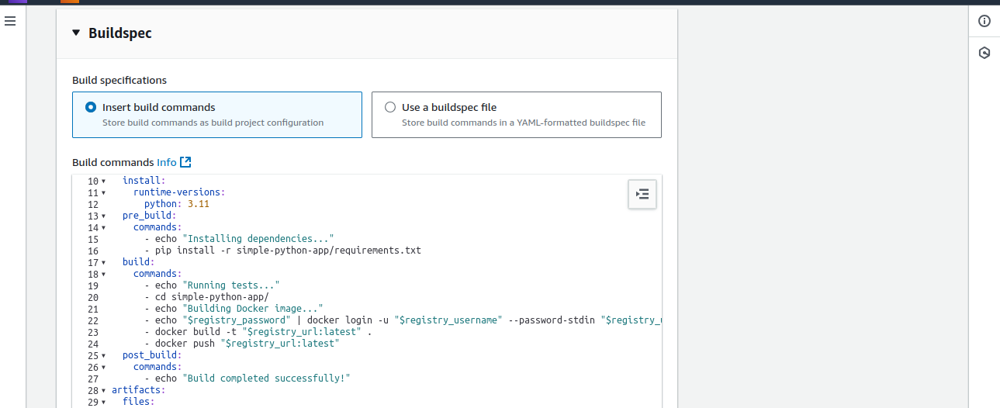 Buildspec
Build specifications
Insert build commands
Store build commands as build project configuration
Use a buildspec file
Store build commands in a YAML-formatted buildspec file
Build commands Info
10 install:
11 runtime-versions:
12 python: 3.11
13 pre_build:
14 commands:
15 - echo "Installing dependencies..."
16 - pip install -r simple-python-app/requirements.txt
17 build:
18 commands:
19 - echo "Running tests..."
20 - cd simple-python-app/
21 - echo "Building Docker image..."
22 - echo "$registry_password" | docker login -u "$registry_username" --password-stdin "$registry_
23 - docker build -t "$registry_url:latest" .
24 - docker push "$registry_url:latest"
25 post_build:
26 commands:
27 - echo "Build completed successfully!"
28 artifacts:
29 files: